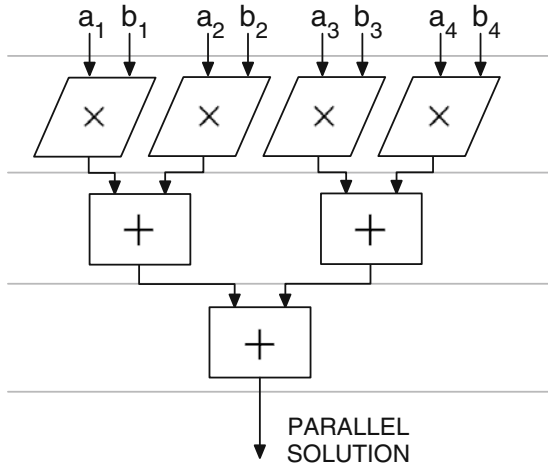 a1 b1 a2 b2 a3 b3 a4 b4
× × × ×
+ +
+
PARALLEL
SOLUTION